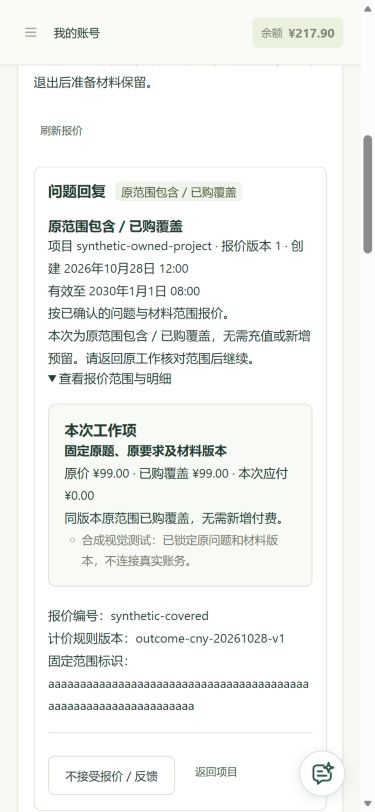 我的账号
余额 ¥217.90
退出后准备材料保留。
刷新报价
问题回复 原范围包含 / 已购覆盖
原范围包含 / 已购覆盖
项目 synthetic-owned-project · 报价版本 1 · 创
建 2026年10月28日 12:00
有效至 2030年1月1日 08:00
按已确认的问题与材料范围报价。
本次为原范围包含 / 已购覆盖，无需充值或新增
预留。请返回原工作核对范围后继续。
▼查看报价范围与明细
本次工作项
固定原题、原要求及材料版本
原价 ¥99.00 · 已购覆盖 ¥99.00 · 本次应付
¥0.00
同版本原范围已购覆盖，无需新增付费。
合成视觉测试：已锁定原问题和材料版
本，不连接真实账务。
报价编号：synthetic-covered
计价规则版本：outcome-cny-20261028-v1
固定范围标识：
aaaaaaaaaaaaaaaaaaaaaaaaaaaaaaaaaaaaaaaaa
aaaaaaaaaaaaaaaaaaaaaaa
不接受报价 / 反馈
返回项目